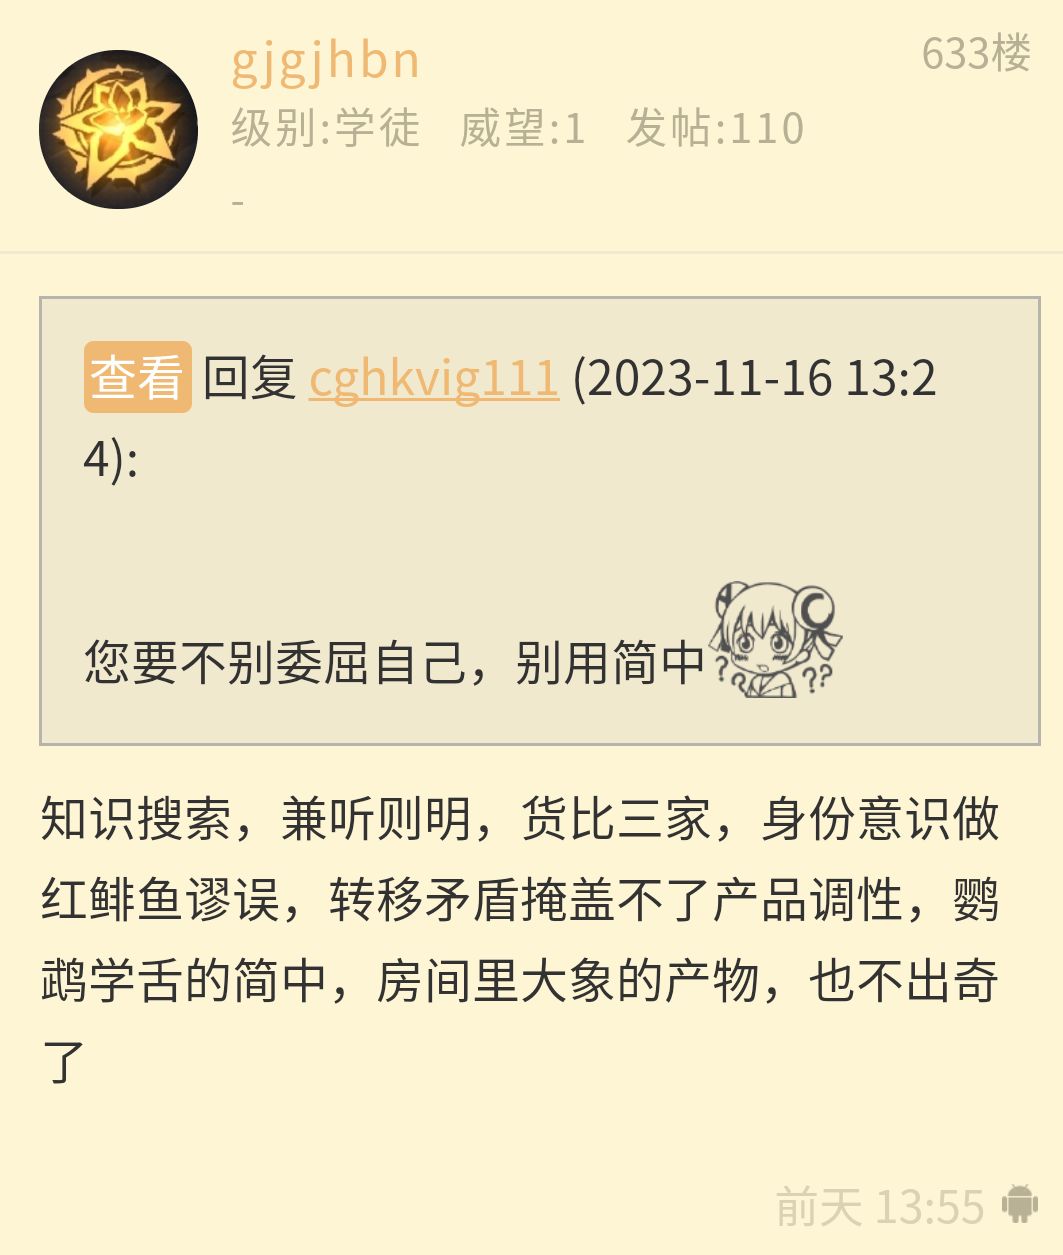 gjgjhbn
633楼
级别:学徒 威望:1 发帖:110
-
查看 回复 cghkvig111 (2023-11-16 13:2
4):
您要不别委屈自己，别用简中
??
??
知识搜索，兼听则明，货比三家，身份意识做
红鲱鱼谬误，转移矛盾掩盖不了产品调性，鹦
鹉学舌的简中，房间里大象的产物，也不出奇
了
前天 13:55